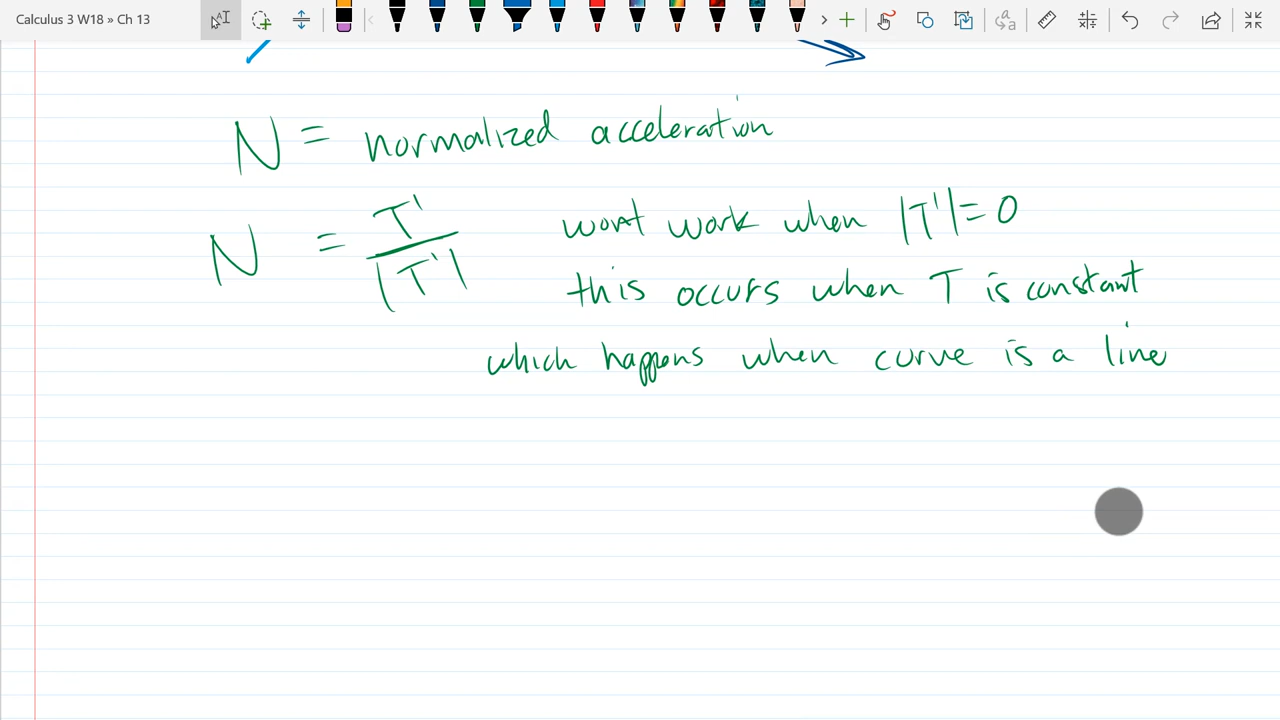 Calculus 3 W18 » Ch 13
N = normalized acceleration
N = T' / |T'| wont work when |T'| = 0
this occurs when T is constant
which happens when curve is a line